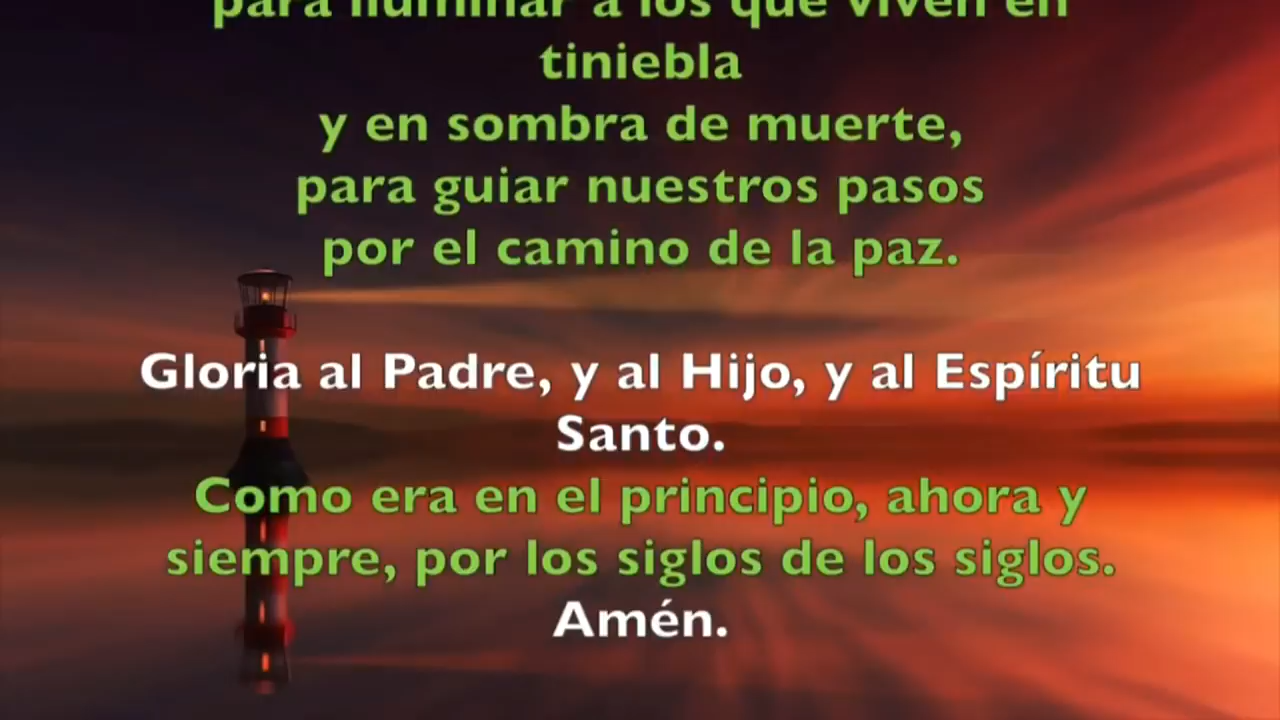 para iluminar a los que viven en
tiniebla
y en sombra de muerte,
para guiar nuestros pasos
por el camino de la paz.
Gloria al Padre, y al Hijo, y al Espíritu
Santo.
Como era en el principio, ahora y
siempre, por los siglos de los siglos.
Amén.